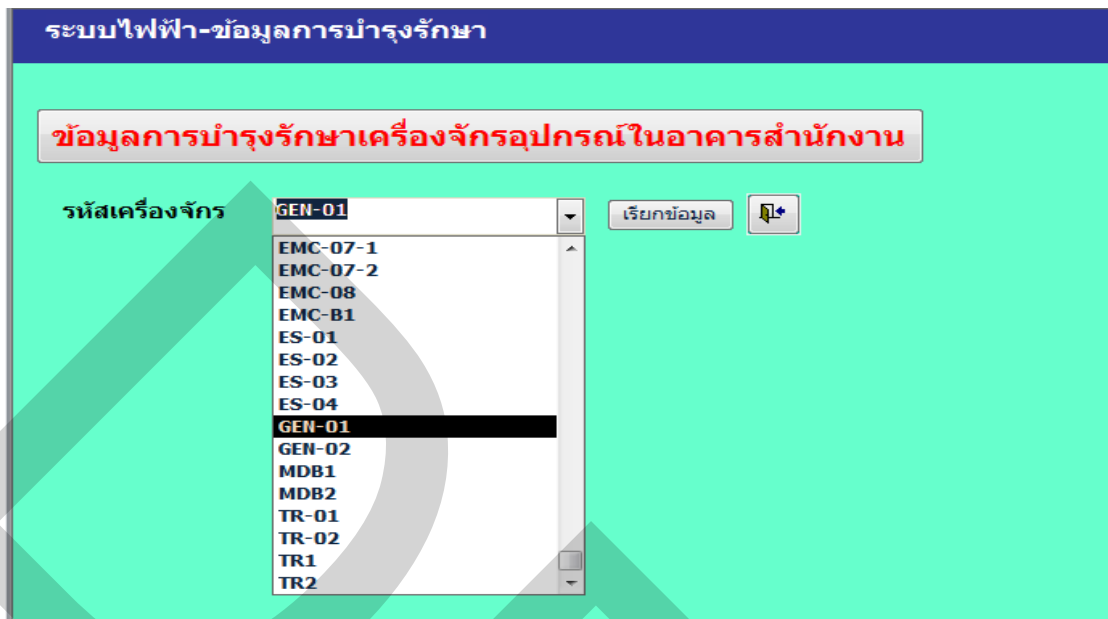 ระบบไฟฟ้า-ข้อมูลการบำรุงรักษา
ข้อมูลการบำรุงรักษาเครื่องจักรอุปกรณ์ในอาคารสำนักงาน
รหัสเครื่องจักร GEN-01 เรียกข้อมูล
EMC-07-1
EMC-07-2
EMC-08
EMC-B1
ES-01
ES-02
ES-03
ES-04
GEN-01
GEN-02
MDB1
MDB2
TR-01
TR-02
TR1
TR2